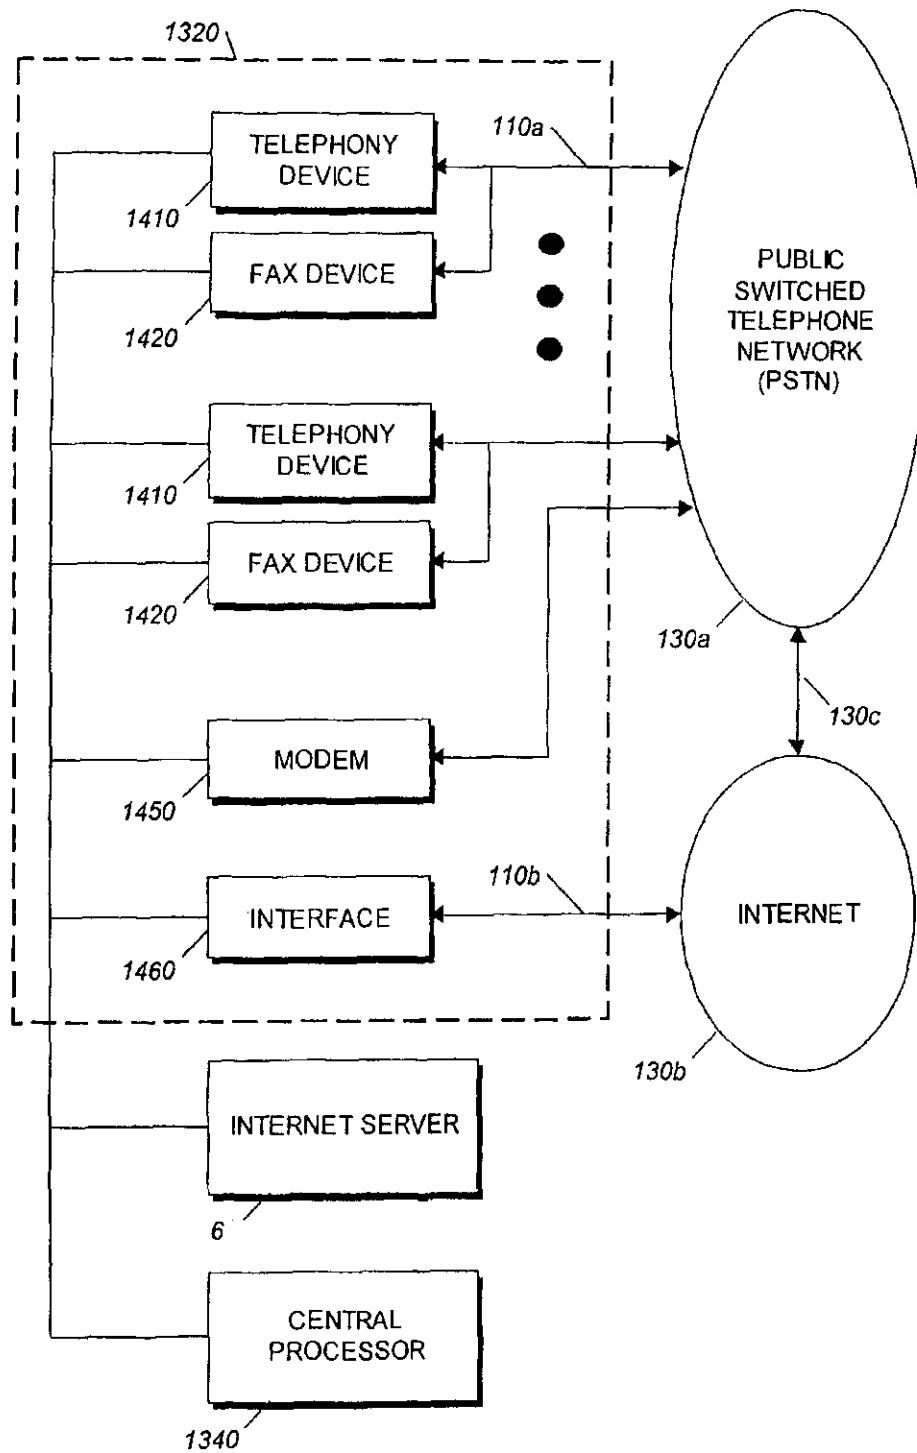 1320
TELEPHONY
DEVICE
1410
110a
FAX DEVICE
1420
PUBLIC
SWITCHED
TELEPHONE
NETWORK
(PSTN)
TELEPHONY
DEVICE
1410
FAX DEVICE
1420
130a
130c
MODEM
1450
INTERFACE
1460
110b
INTERNET
130b
INTERNET SERVER
6
CENTRAL
PROCESSOR
1340